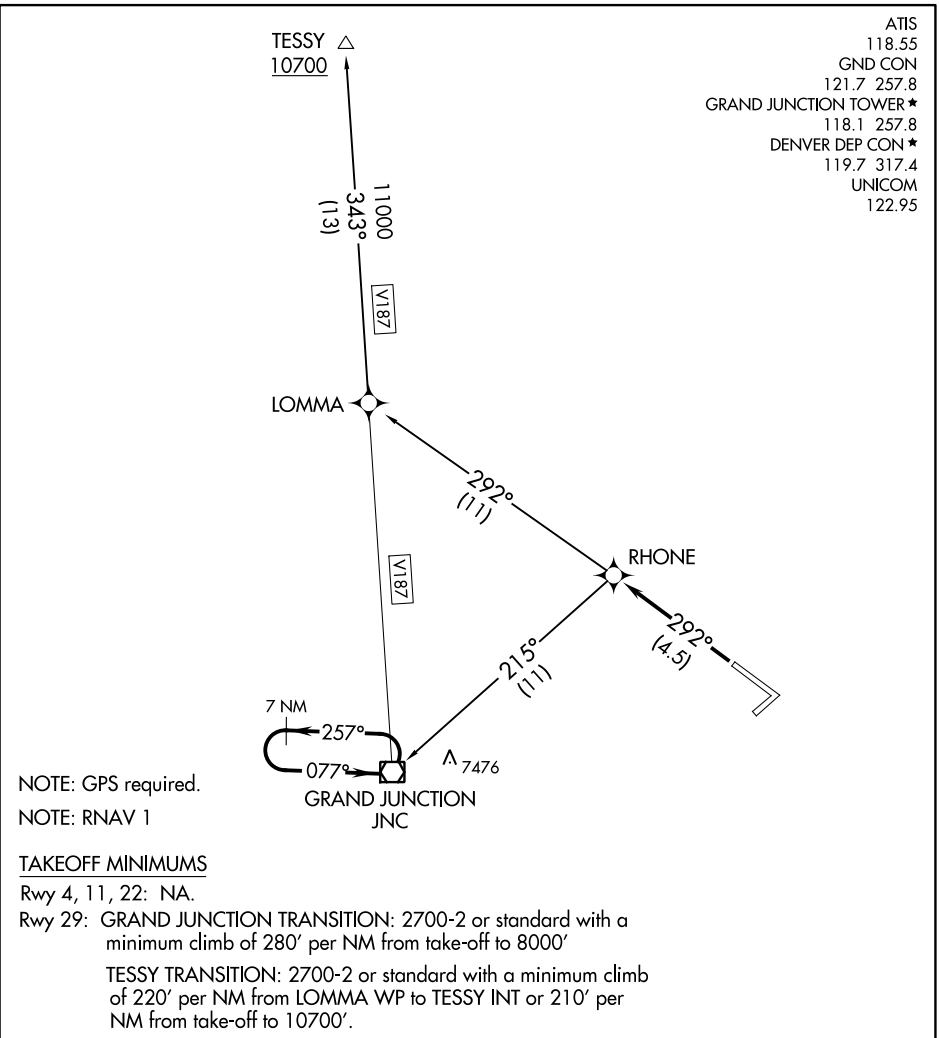 ATIS
118.55
GND CON
121.7 257.8
GRAND JUNCTION TOWER★
118.1 257.8
DENVER DEP CON★
119.7 317.4
UNICOM
122.95
TESSY
10700
11000
343°
(13)
V187
LOMMA
292°
(11)
RHONE
V187
292°
(4.5)
215°
(11)
7 NM
257°
077°
7476
GRAND JUNCTION
JNC
NOTE: GPS required.
NOTE: RNAV 1
TAKEOFF MINIMUMS
Rwy 4, 11, 22: NA.
Rwy 29: GRAND JUNCTION TRANSITION: 2700-2 or standard with a
minimum climb of 280' per NM from take-off to 8000'
TESSY TRANSITION: 2700-2 or standard with a minimum climb
of 220' per NM from LOMMA WP to TESSY INT or 210' per
NM from take-off to 10700'.